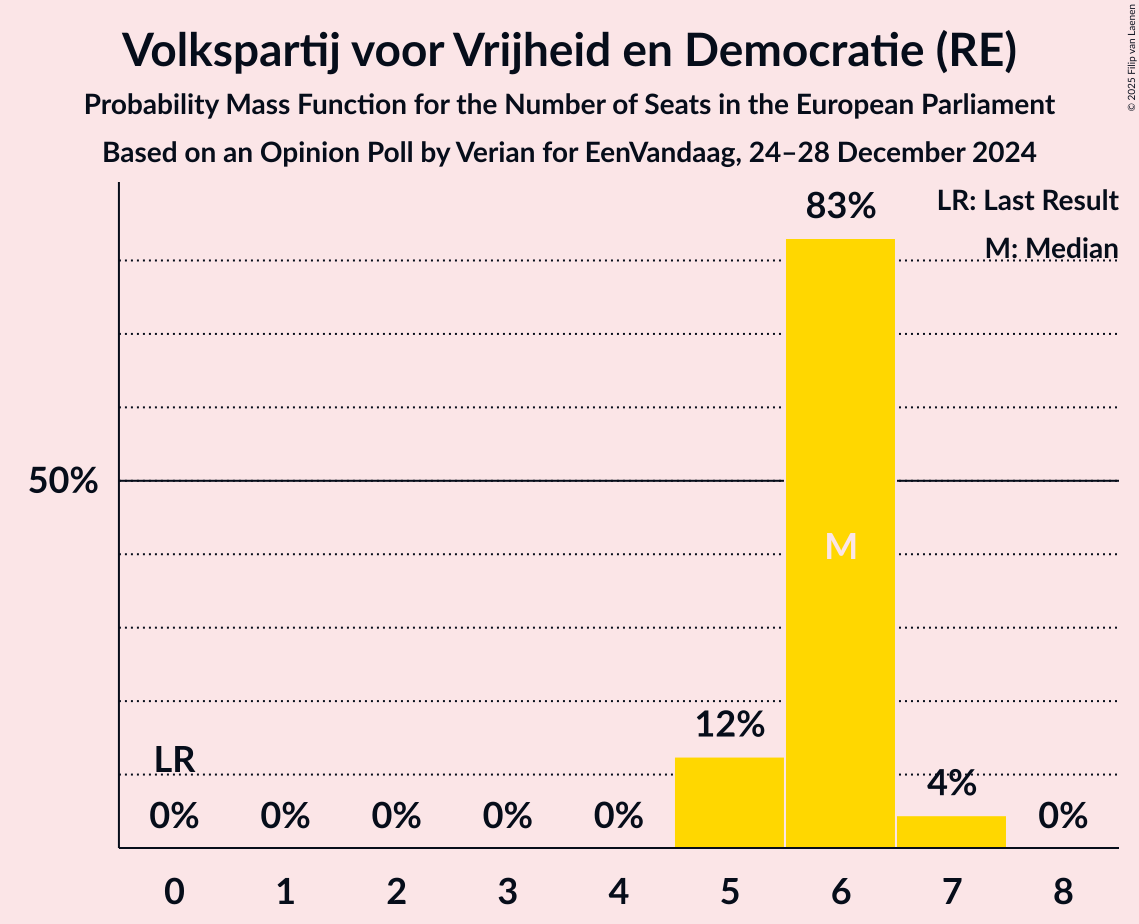 Volkspartij voor Vrijheid en Democratie (RE)
Probability Mass Function for the Number of Seats in the European Parliament
Based on an Opinion Poll by Verian for EenVandaag, 24–28 December 2024
© 2025 Filip van Laenen
LR: Last Result
M: Median
83%
50%
M
12%
LR
4%
0% 0% 0% 0% 0% 0%
0 1 2 3 4 5 6 7 8